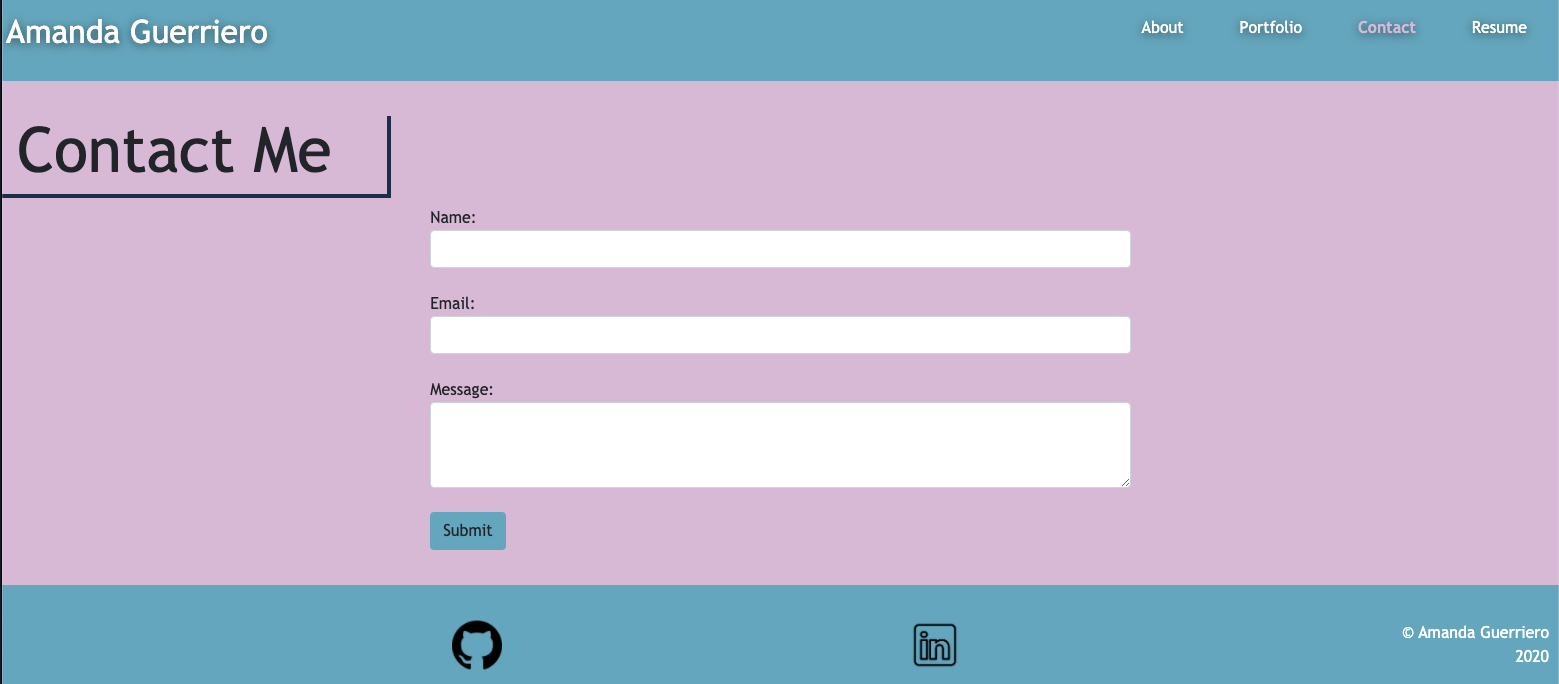 Amanda Guerriero
About
Portfolio
Contact
Resume
Contact Me
Name:
Email:
Message:
Submit
in
© Amanda Guerriero
2020